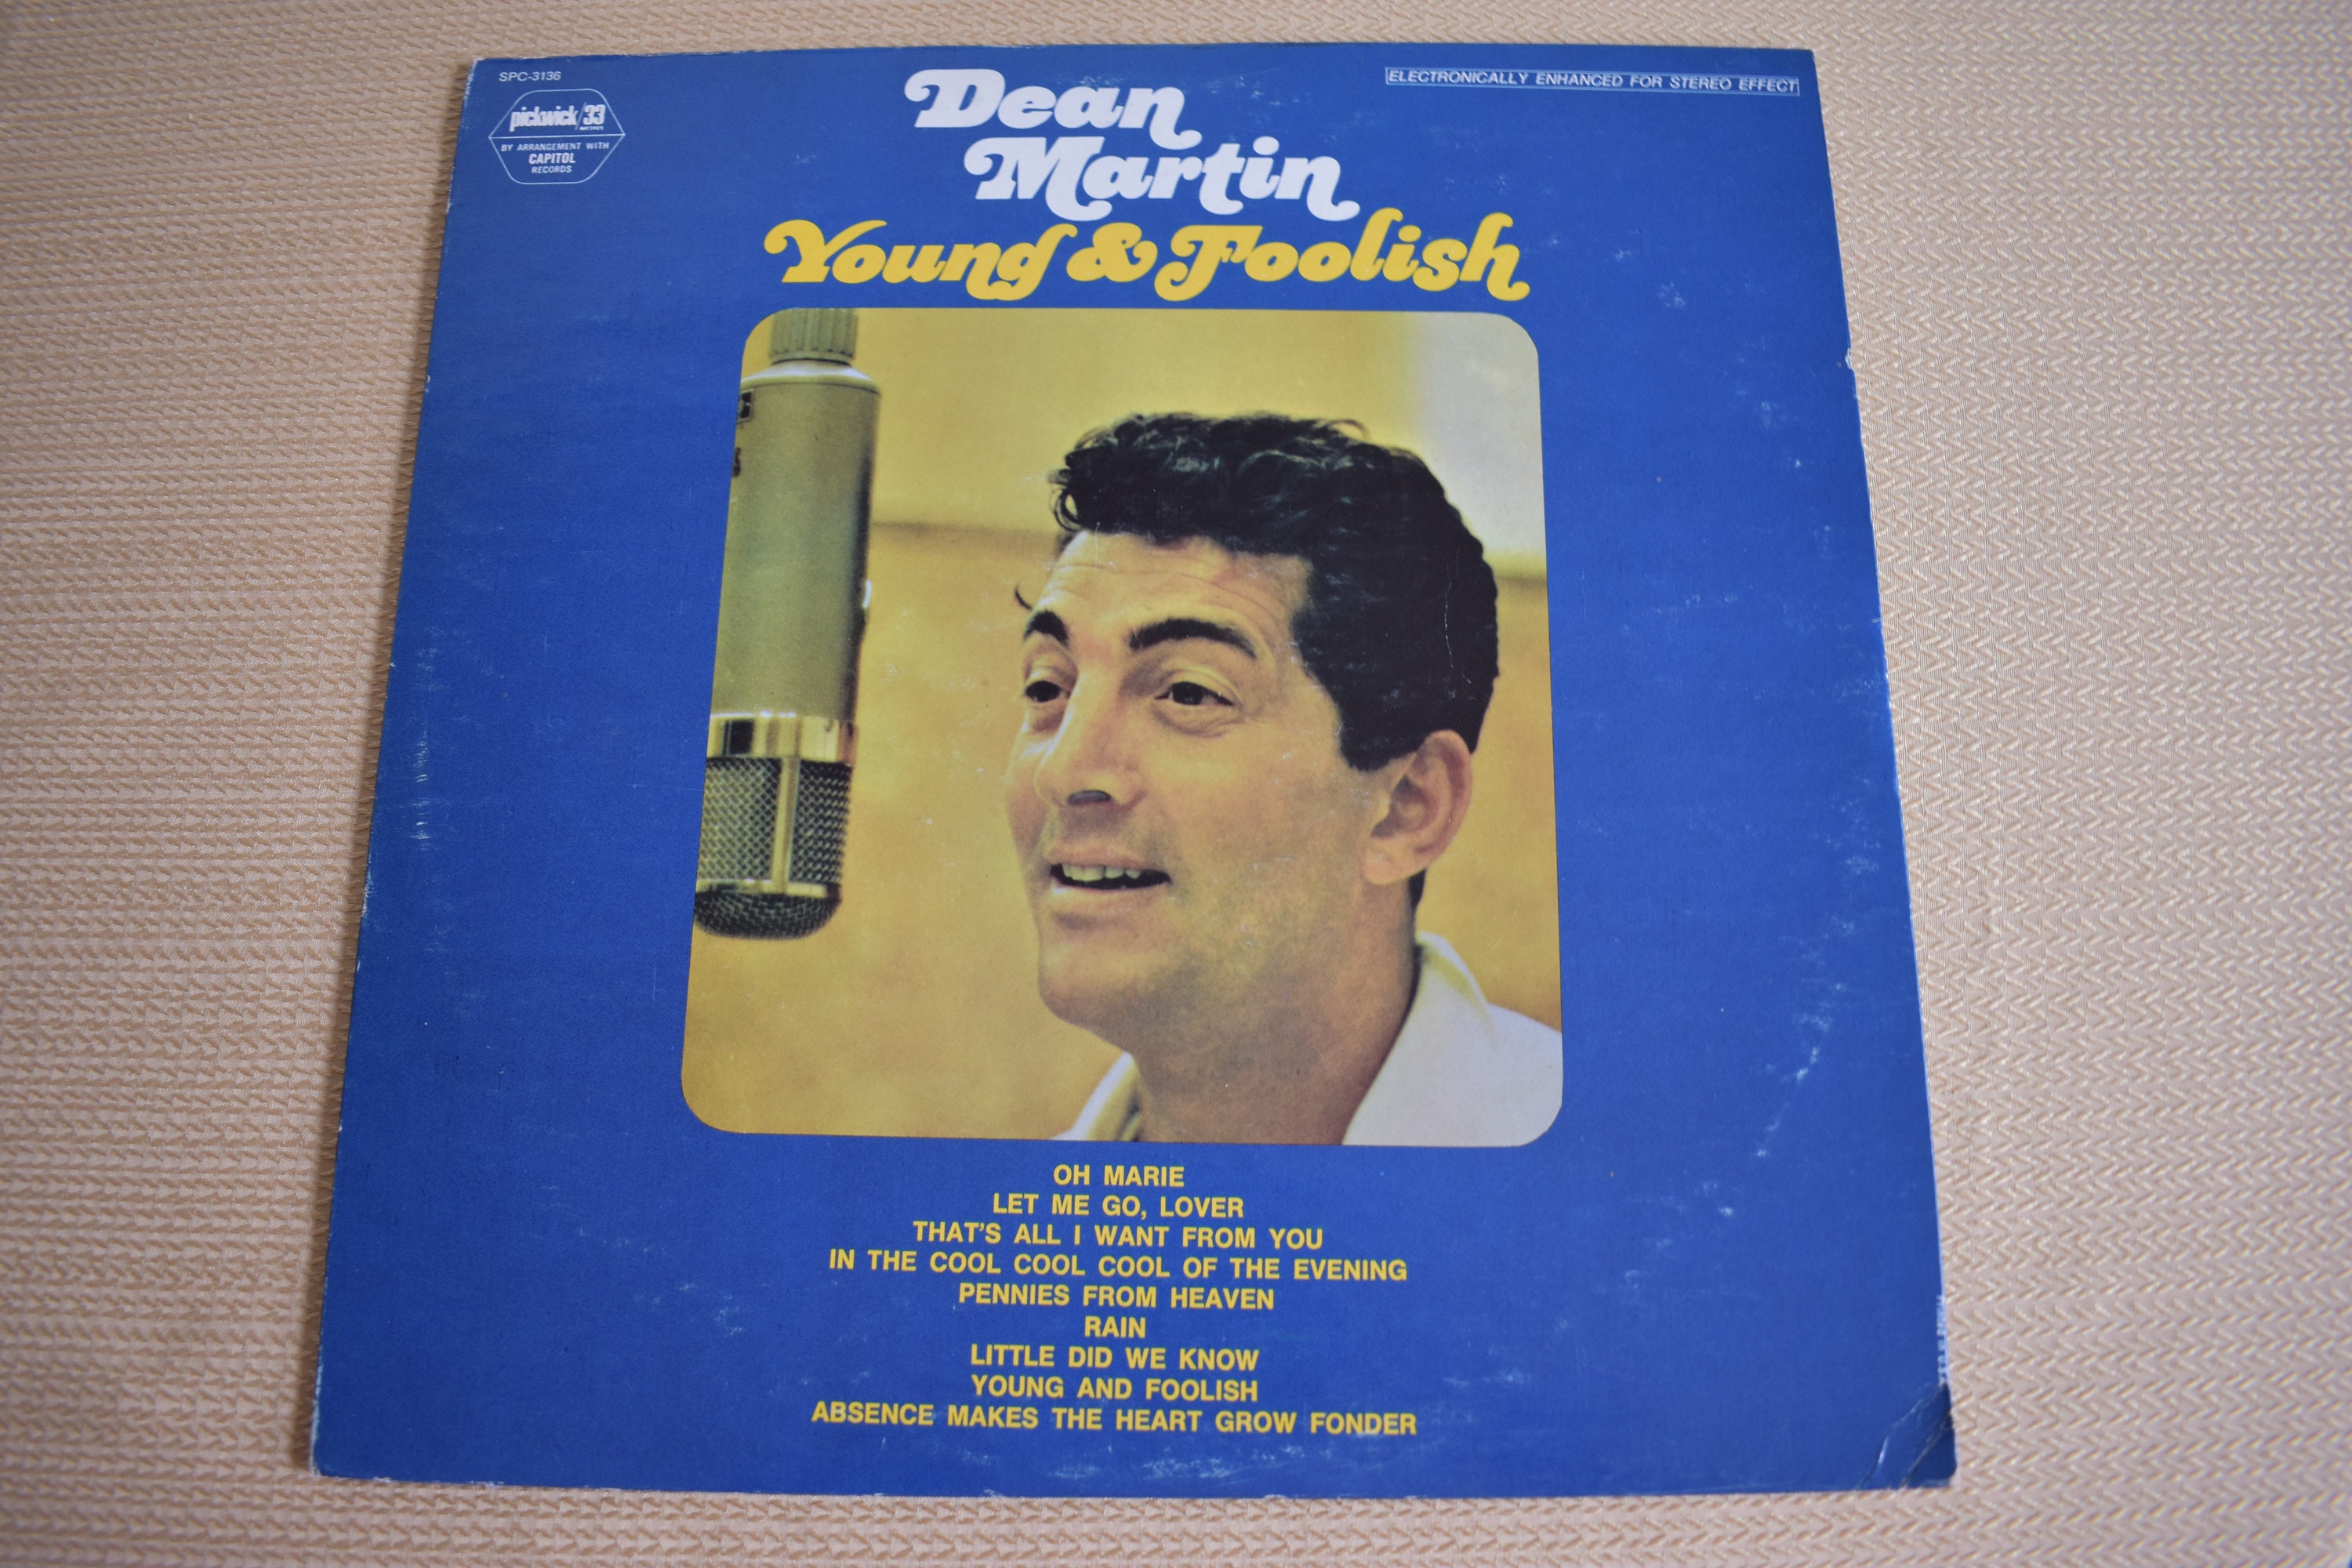 SPC-3136
pickwick/33
RECORDS
BY ARRANGEMENT WITH
CAPITOL
RECORDS
ELECTRONICALLY ENHANCED FOR STEREO EFFECT
Dean
Martin
Young & Foolish
OH MARIE
LET ME GO, LOVER
THAT'S ALL I WANT FROM YOU
IN THE COOL COOL COOL OF THE EVENING
PENNIES FROM HEAVEN
RAIN
LITTLE DID WE KNOW
YOUNG AND FOOLISH
ABSENCE MAKES THE HEART GROW FONDER